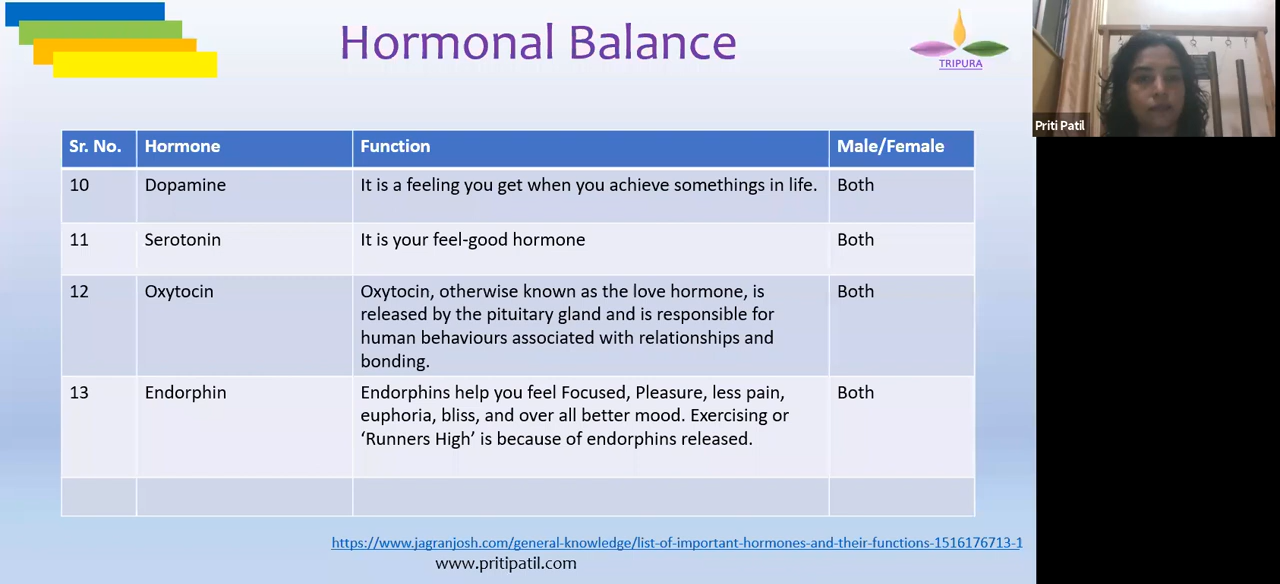 Hormonal Balance
TRIPURA
Priti Patil
Sr. No. Hormone Function Male/Female
10 Dopamine It is a feeling you get when you achieve somethings in life. Both
11 Serotonin It is your feel-good hormone Both
12 Oxytocin Oxytocin, otherwise known as the love hormone, is Both
released by the pituitary gland and is responsible for
human behaviours associated with relationships and
bonding.
13 Endorphin Endorphins help you feel Focused, Pleasure, less pain, Both
euphoria, bliss, and over all better mood. Exercising or
‘Runners High’ is because of endorphins released.
https://www.jagranjosh.com/general-knowledge/list-of-important-hormones-and-their-functions-1516176713-1
www.pritipatil.com